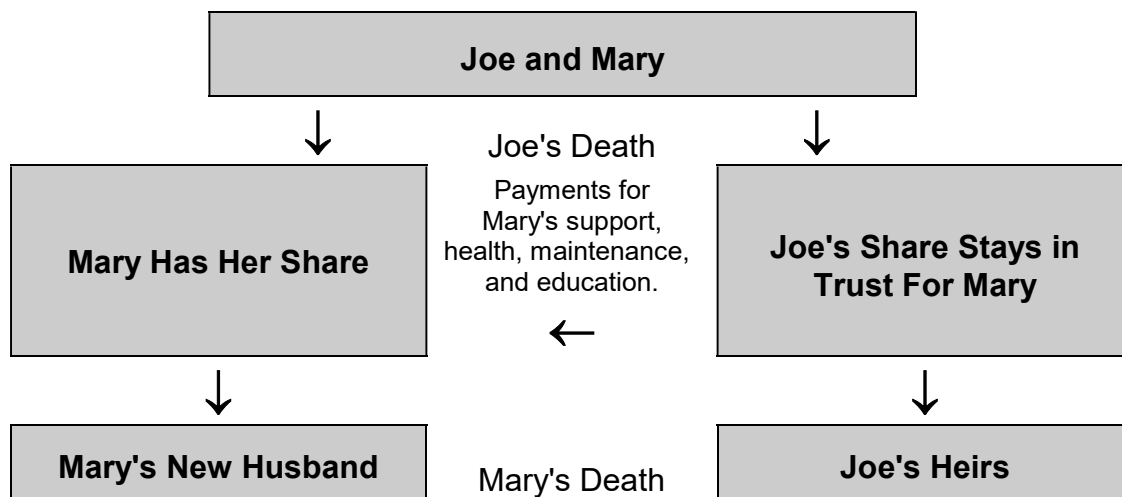 Joe and Mary
Joe's Death
Payments for
Mary's support,
health, maintenance,
and education.
Mary Has Her Share
Joe's Share Stays in
Trust For Mary
Mary's New Husband
Mary's Death
Joe's Heirs